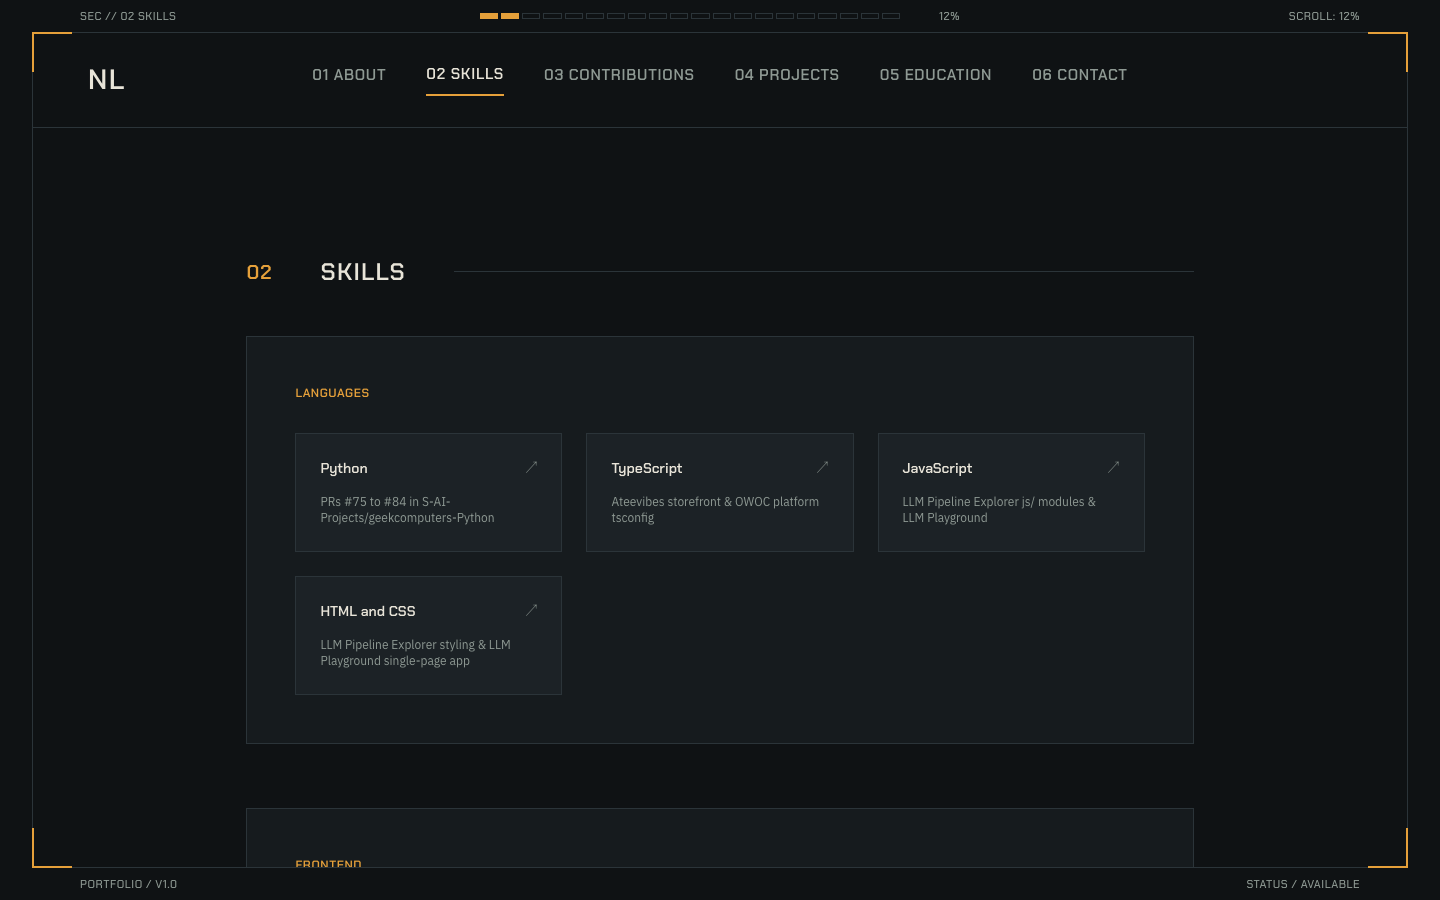 SEC // 02 SKILLS
12%
SCROLL: 12%
NL
01 ABOUT
02 SKILLS
03 CONTRIBUTIONS
04 PROJECTS
05 EDUCATION
06 CONTACT
02
SKILLS
LANGUAGES
Python
PRs #75 to #84 in S-AI-
Projects/geekcomputers-Python
TypeScript
Ateevibes storefront & OWOC platform
tsconfig
JavaScript
LLM Pipeline Explorer js/ modules &
LLM Playground
HTML and CSS
LLM Pipeline Explorer styling & LLM
Playground single-page app
FRONTEND
PORTFOLIO / V1.0
STATUS / AVAILABLE